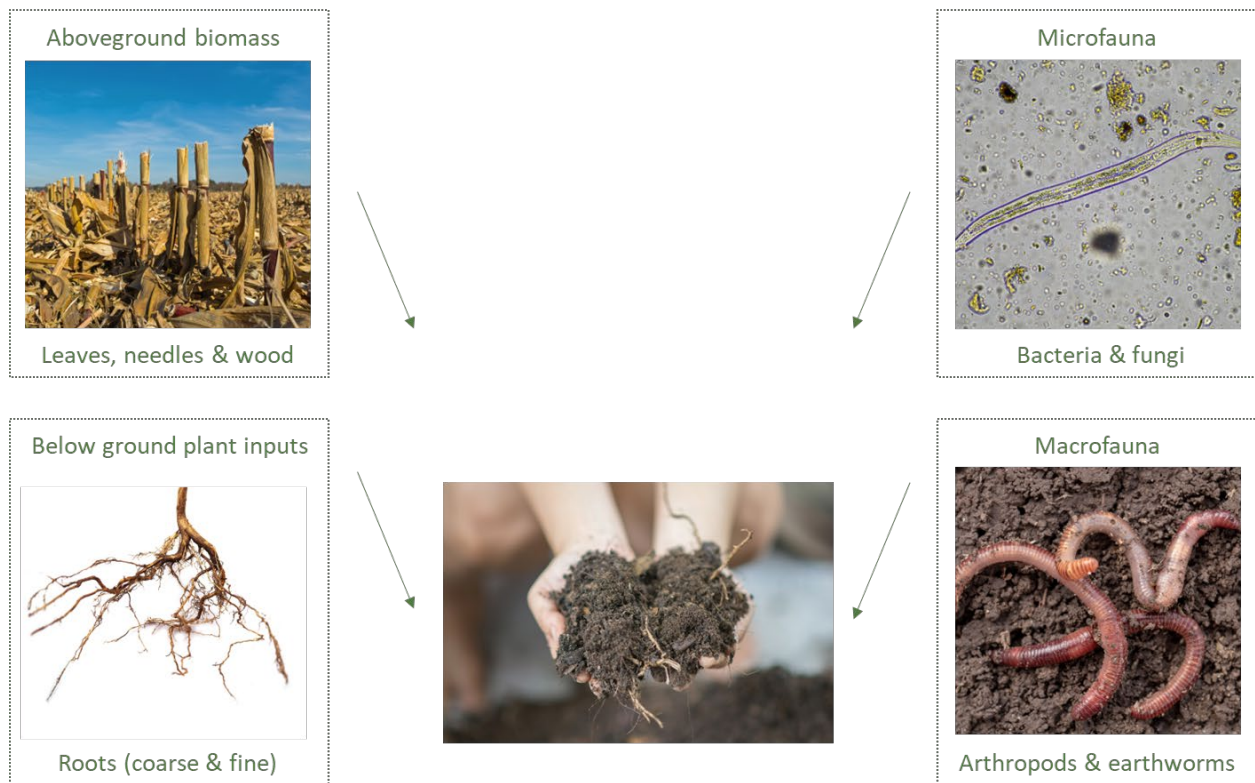 Aboveground biomass
Leaves, needles & wood
Below ground plant inputs
Roots (coarse & fine)
Microfauna
Bacteria & fungi
Macrofauna
Arthropods & earthworms